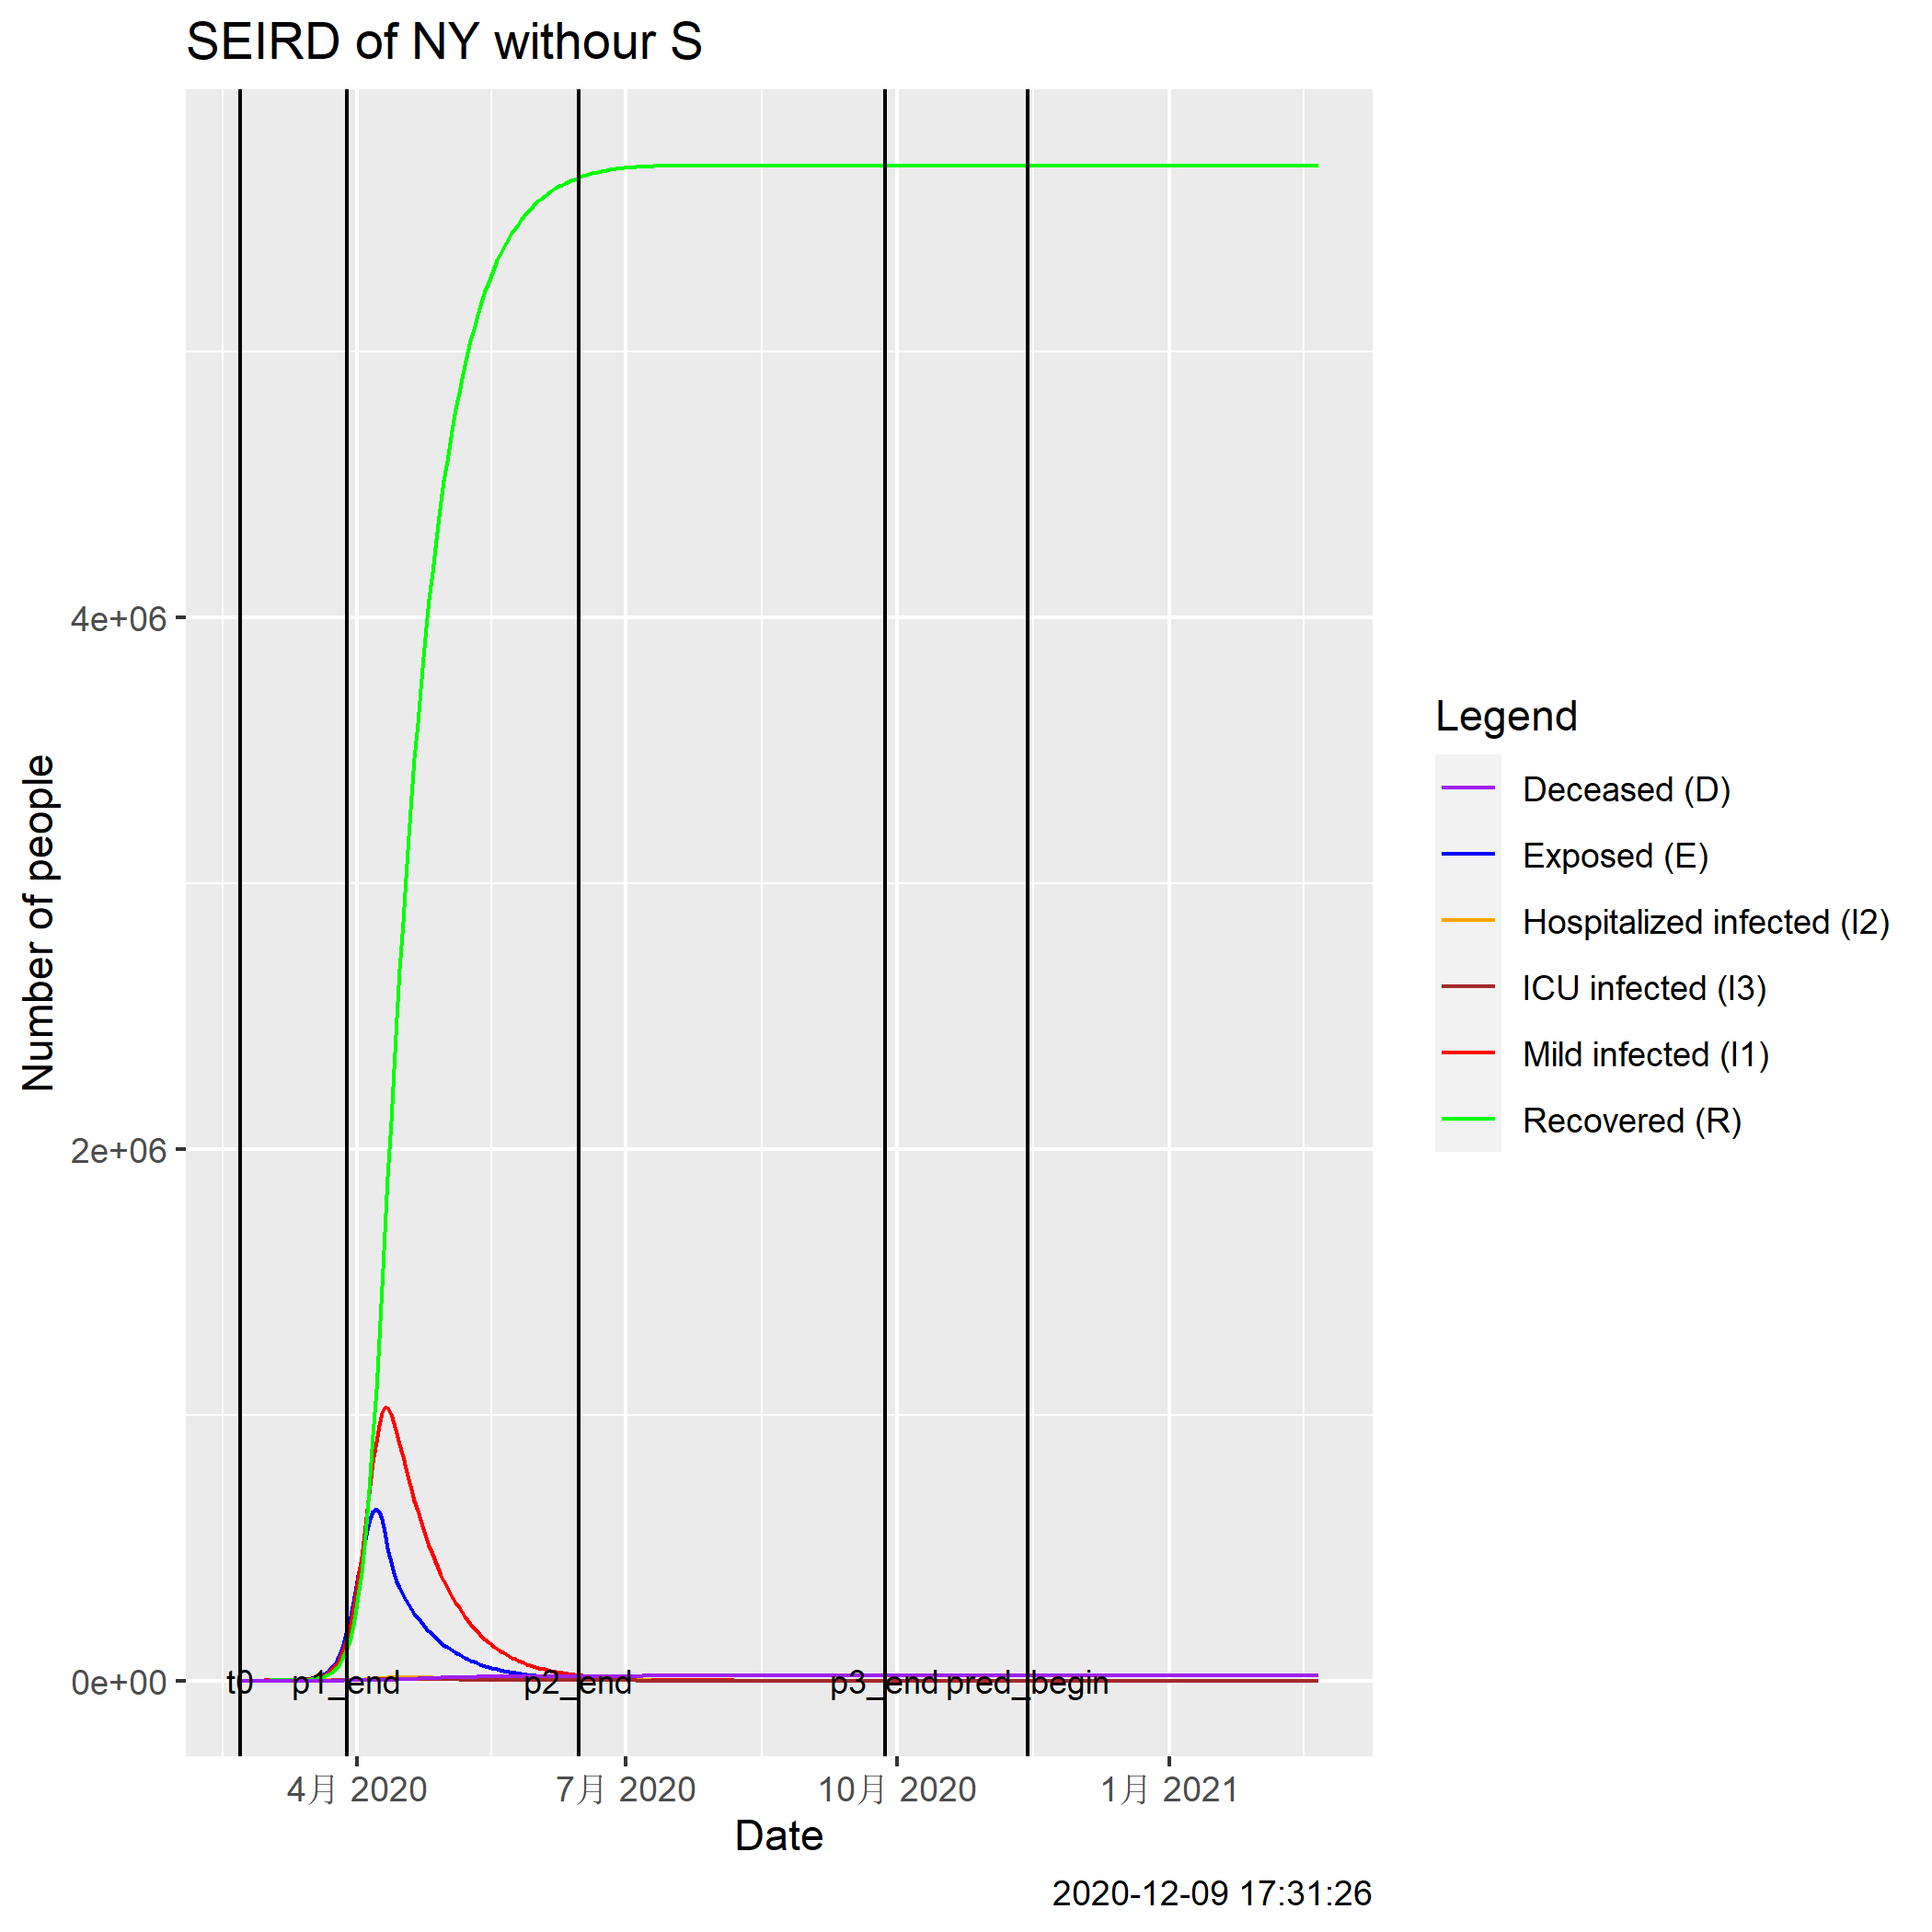 SEIRD of NY withour S
Number of people
4e+06
2e+06
0e+00
t0
p1_end
p2_end
p3_end
pred_begin
4月 2020
7月 2020
10月 2020
1月 2021
Date
Legend
Deceased (D)
Exposed (E)
Hospitalized infected (I2)
ICU infected (I3)
Mild infected (I1)
Recovered (R)
2020-12-09 17:31:26